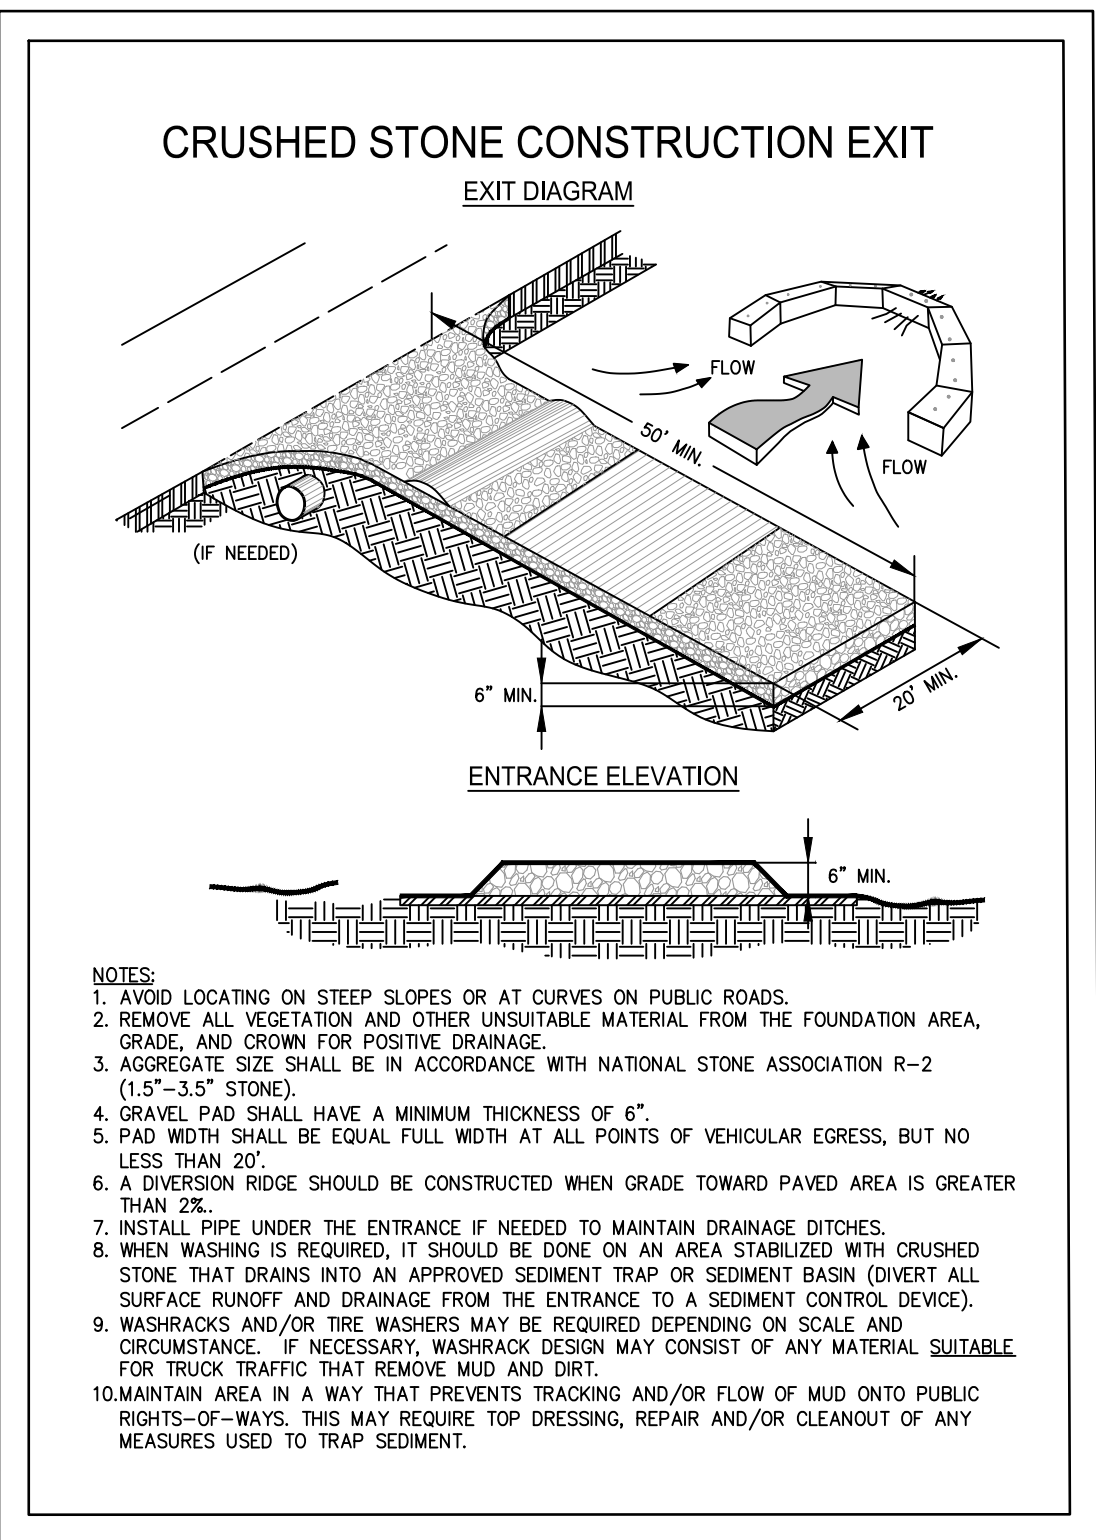 CRUSHED STONE CONSTRUCTION EXIT
EXIT DIAGRAM
FLOW
50' MIN.
FLOW
(IF NEEDED)
6" MIN.
20' MIN.
ENTRANCE ELEVATION
6" MIN.
NOTES:
1. AVOID LOCATING ON STEEP SLOPES OR AT CURVES ON PUBLIC ROADS.
2. REMOVE ALL VEGETATION AND OTHER UNSUITABLE MATERIAL FROM THE FOUNDATION AREA,
GRADE, AND CROWN FOR POSITIVE DRAINAGE.
3. AGGREGATE SIZE SHALL BE IN ACCORDANCE WITH NATIONAL STONE ASSOCIATION R-2
(1.5"-3.5" STONE).
4. GRAVEL PAD SHALL HAVE A MINIMUM THICKNESS OF 6".
5. PAD WIDTH SHALL BE EQUAL FULL WIDTH AT ALL POINTS OF VEHICULAR EGRESS, BUT NO
LESS THAN 20'.
6. A DIVERSION RIDGE SHOULD BE CONSTRUCTED WHEN GRADE TOWARD PAVED AREA IS GREATER
THAN 2%..
7. INSTALL PIPE UNDER THE ENTRANCE IF NEEDED TO MAINTAIN DRAINAGE DITCHES.
8. WHEN WASHING IS REQUIRED, IT SHOULD BE DONE ON AN AREA STABILIZED WITH CRUSHED
STONE THAT DRAINS INTO AN APPROVED SEDIMENT TRAP OR SEDIMENT BASIN (DIVERT ALL
SURFACE RUNOFF AND DRAINAGE FROM THE ENTRANCE TO A SEDIMENT CONTROL DEVICE).
9. WASHRACKS AND/OR TIRE WASHERS MAY BE REQUIRED DEPENDING ON SCALE AND
CIRCUMSTANCE. IF NECESSARY, WASHRACK DESIGN MAY CONSIST OF ANY MATERIAL SUITABLE
FOR TRUCK TRAFFIC THAT REMOVE MUD AND DIRT.
10.MAINTAIN AREA IN A WAY THAT PREVENTS TRACKING AND/OR FLOW OF MUD ONTO PUBLIC
RIGHTS-OF-WAYS. THIS MAY REQUIRE TOP DRESSING, REPAIR AND/OR CLEANOUT OF ANY
MEASURES USED TO TRAP SEDIMENT.